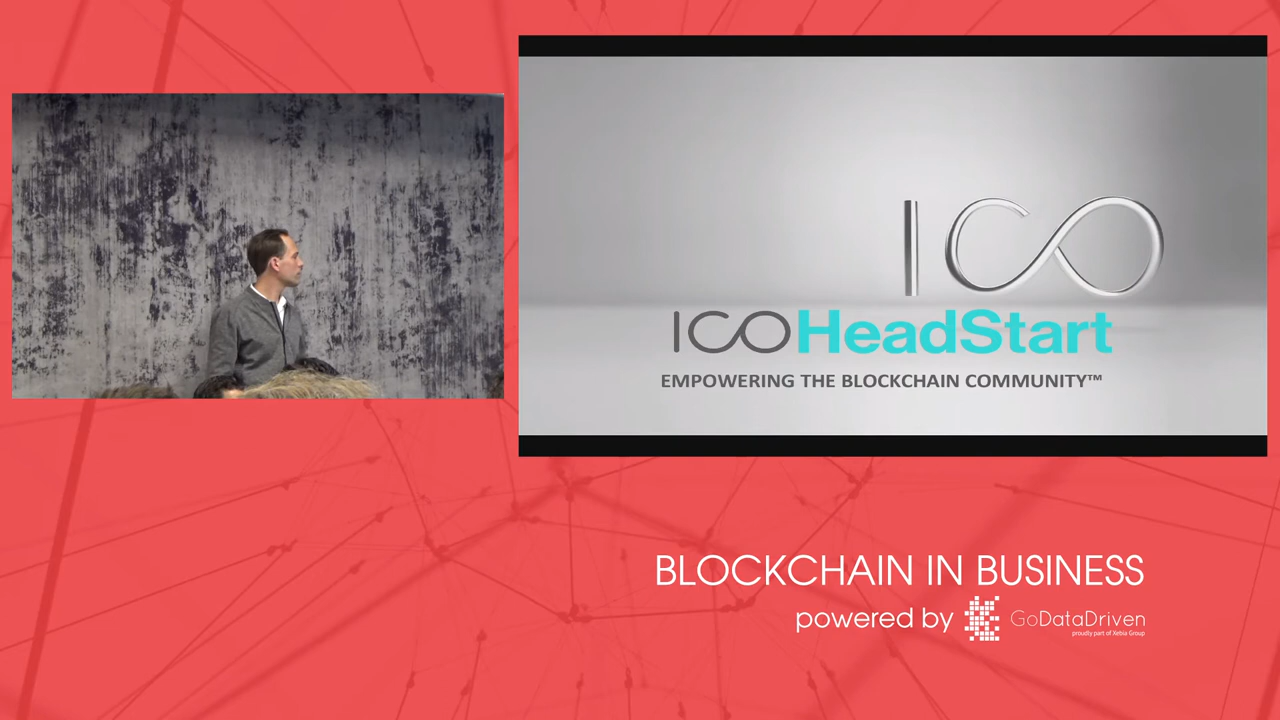 ICO
ICOHeadStart
EMPOWERING THE BLOCKCHAIN COMMUNITY™
BLOCKCHAIN IN BUSINESS
powered by GoDataDriven
proudly part of Xebia Group